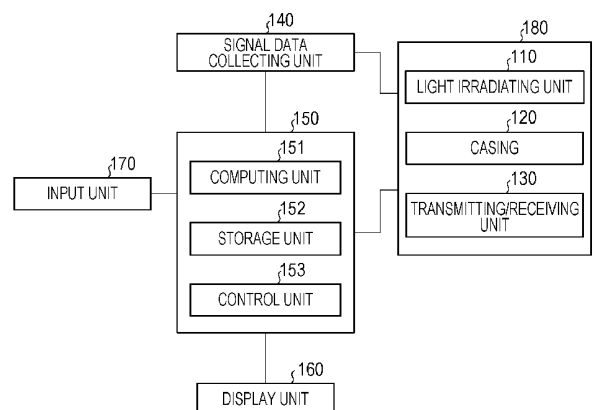 140
SIGNAL DATA
COLLECTING UNIT
180
110
LIGHT IRRADIATING UNIT
120
CASING
130
TRANSMITTING/RECEIVING
UNIT
150
151
COMPUTING UNIT
152
STORAGE UNIT
153
CONTROL UNIT
170
INPUT UNIT
160
DISPLAY UNIT